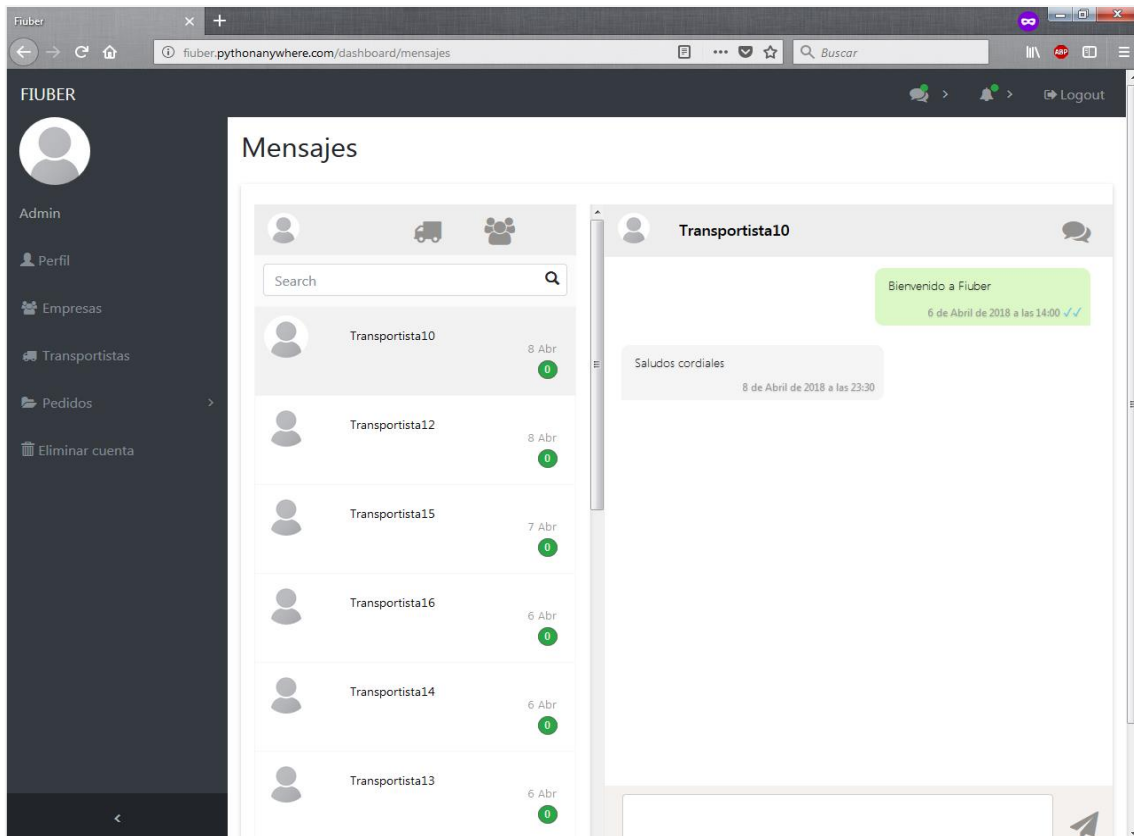 Fiuber
fiuber.pythonanywhere.com/dashboard/mensajes
Buscar
ABP
FIUBER
Logout
Admin
Perfil
Empresas
Transportistas
Pedidos
Eliminar cuenta
Mensajes
Search
Transportista10
8 Abr
0
Transportista12
8 Abr
0
Transportista15
7 Abr
0
Transportista16
6 Abr
0
Transportista14
6 Abr
0
Transportista13
6 Abr
0
Transportista10
Bienvenido a Fiuber
6 de Abril de 2018 a las 14:00 ✓✓
Saludos cordiales
8 de Abril de 2018 a las 23:30